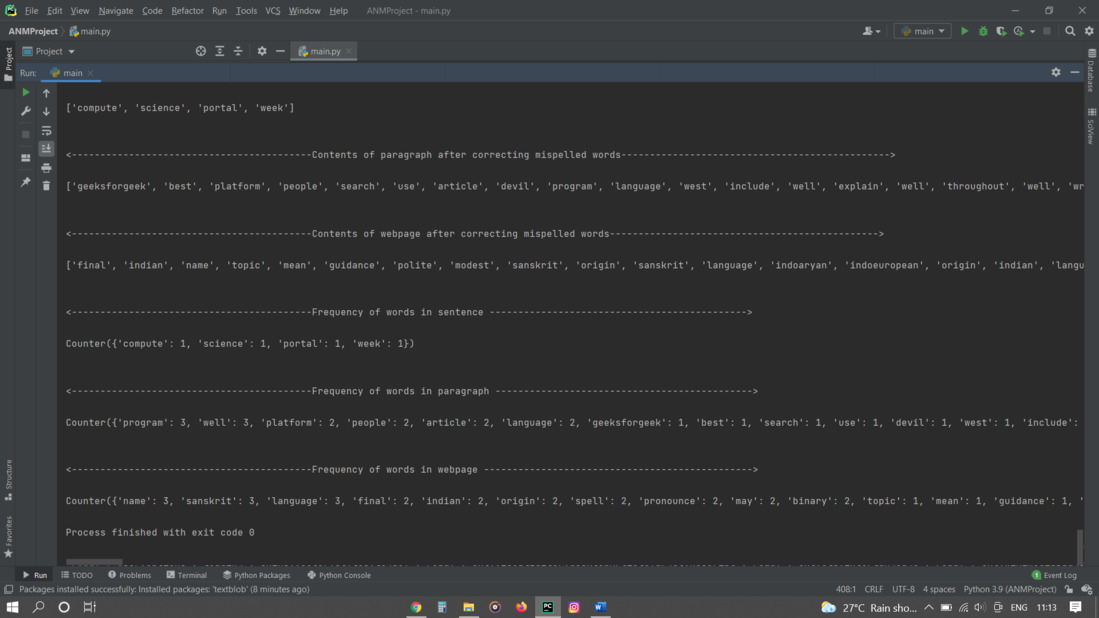 File Edit View Navigate Code Refactor Run Tools VCS Window Help ANMProject - main.py
ANMProject main.py main
Project main.py
Project
Run: main
['compute', 'science', 'portal', 'week']
<------------------------------------------Contents of paragraph after correcting mispelled words----------------------------------------------->
['geeksforgeek', 'best', 'platform', 'people', 'search', 'use', 'article', 'devil', 'program', 'language', 'west', 'include', 'well', 'explain', 'well', 'throughout', 'well', 'wr
<------------------------------------------Contents of webpage after correcting mispelled words----------------------------------------------->
['final', 'indian', 'name', 'topic', 'mean', 'guidance', 'polite', 'modest', 'sanskrit', 'origin', 'sanskrit', 'language', 'indoaryan', 'indoeuropean', 'origin', 'indian', 'langu
<------------------------------------------Frequency of words in sentence --------------------------------------------->
Counter({'compute': 1, 'science': 1, 'portal': 1, 'week': 1})
<------------------------------------------Frequency of words in paragraph --------------------------------------------->
Counter({'program': 3, 'well': 3, 'platform': 2, 'people': 2, 'article': 2, 'language': 2, 'geeksforgeek': 1, 'best': 1, 'search': 1, 'use': 1, 'devil': 1, 'west': 1, 'include':
<------------------------------------------Frequency of words in webpage ----------------------------------------------->
Counter({'name': 3, 'sanskrit': 3, 'language': 3, 'final': 2, 'indian': 2, 'origin': 2, 'spell': 2, 'pronounce': 2, 'may': 2, 'binary': 2, 'topic': 1, 'mean': 1, 'guidance': 1, '
Process finished with exit code 0
Database
SciView
Structure
Favorites
Run TODO Problems Terminal Python Packages Python Console 1 Event Log
Packages installed successfully: Installed packages: 'textblob' (8 minutes ago) 408:1 CRLF UTF-8 4 spaces Python 3.9 (ANMProject)
27°C Rain sho... ENG 11:13